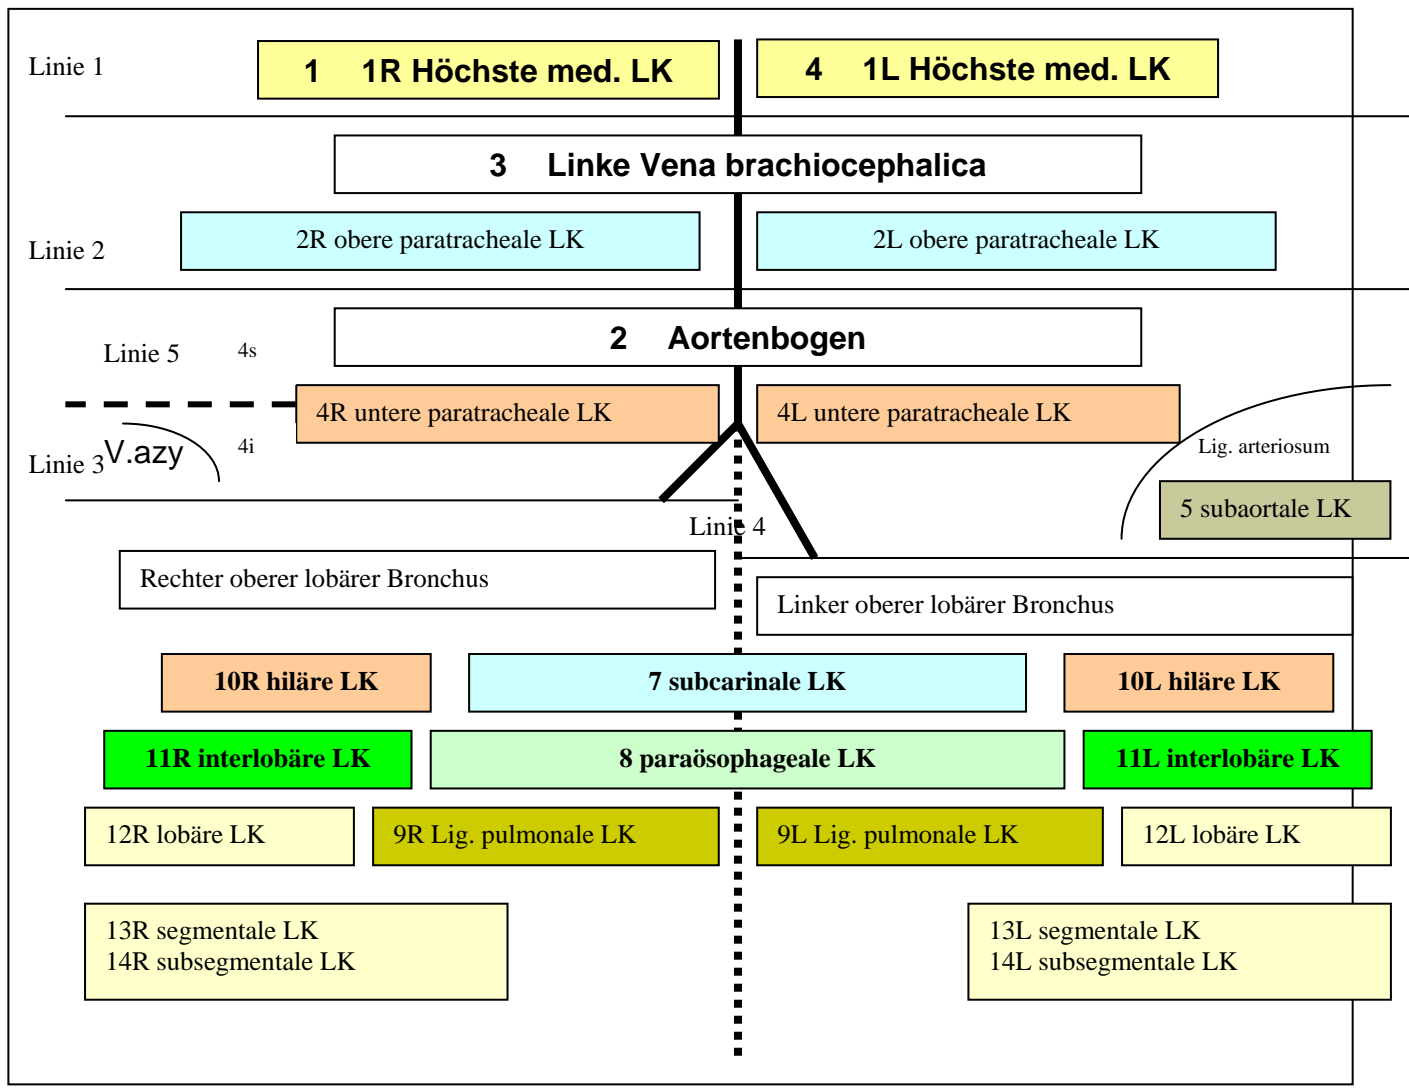 Linie 1
1 1R Höchste med. LK
4 1L Höchste med. LK
3 Linke Vena brachiocephalica
Linie 2
2R obere paratracheale LK
2L obere paratracheale LK
2 Aortenbogen
Linie 5
4s
4R untere paratracheale LK
4L untere paratracheale LK
V.azy
4i
Linie 3
Lig. arteriosum
5 subaortale LK
Linie 4
Rechter oberer lobärer Bronchus
Linker oberer lobärer Bronchus
10R hiläre LK
7 subcarinale LK
10L hiläre LK
11R interlobäre LK
8 paraösophageale LK
11L interlobäre LK
12R lobäre LK
9R Lig. pulmonale LK
9L Lig. pulmonale LK
12L lobäre LK
13R segmentale LK
14R subsegmentale LK
13L segmentale LK
14L subsegmentale LK